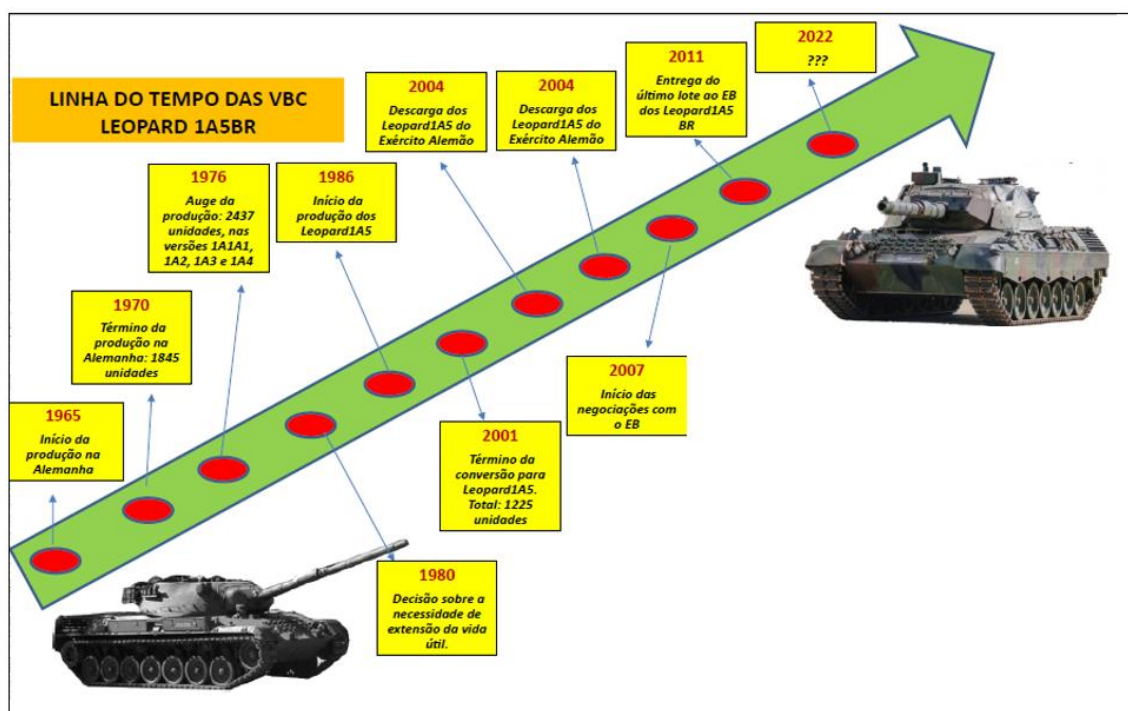 LINHA DO TEMPO DAS VBC
LEOPARD 1A5BR
1965
Início da
produção na
Alemanha
1970
Término da
produção na
Alemanha: 1845
unidades
1976
Auge da
produção: 2437
unidades, nas
versões 1A1A1,
1A2, 1A3 e 1A4
1980
Decisão sobre a
necessidade de
extensão da vida
útil.
1986
Início da
produção dos
Leopard1A5
2001
Término da
conversão para
Leopard1A5.
Total: 1225
unidades
2004
Descarga dos
Leopard1A5 do
Exército Alemão
2004
Descarga dos
Leopard1A5 do
Exército Alemão
2007
Início das
negociações com
o EB
2011
Entrega do
último lote ao EB
dos Leopard1A5
BR
2022
???